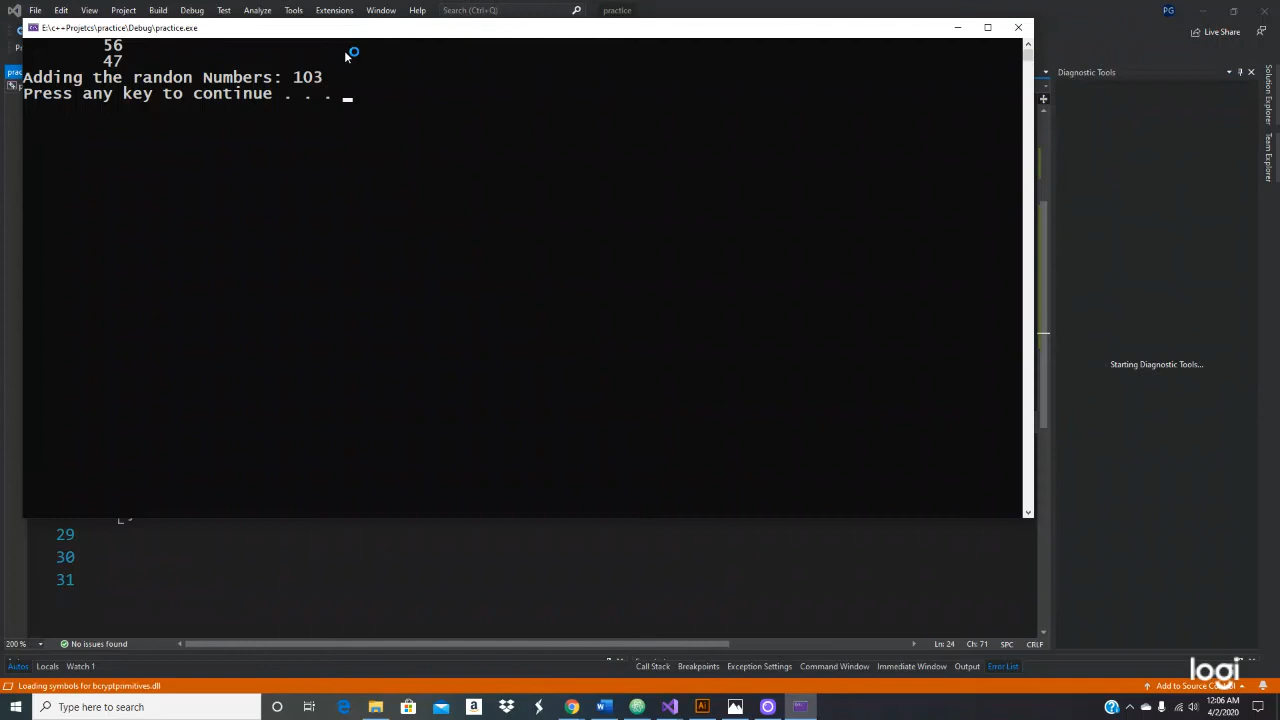 File Edit View Project Build Debug Test Analyze Tools Extensions Window Help Search (Ctrl+Q) practice PG
E:\c++Projetcs\practice\Debug\practice.exe
Live Share
56
47
Adding the randon Numbers: 103
Press any key to continue . . .
Diagnostic Tools
Solution Explorer
Team Explorer
Starting Diagnostic Tools...
29
30
31
200 % No issues found Ln: 24 Ch: 71 SPC CRLF
Autos Locals Watch 1 Call Stack Breakpoints Exception Settings Command Window Immediate Window Output Error List
logi
Loading symbols for bcryptprimitives.dll Add to Source Control
Type here to search
12:06 AM
4/2/2020